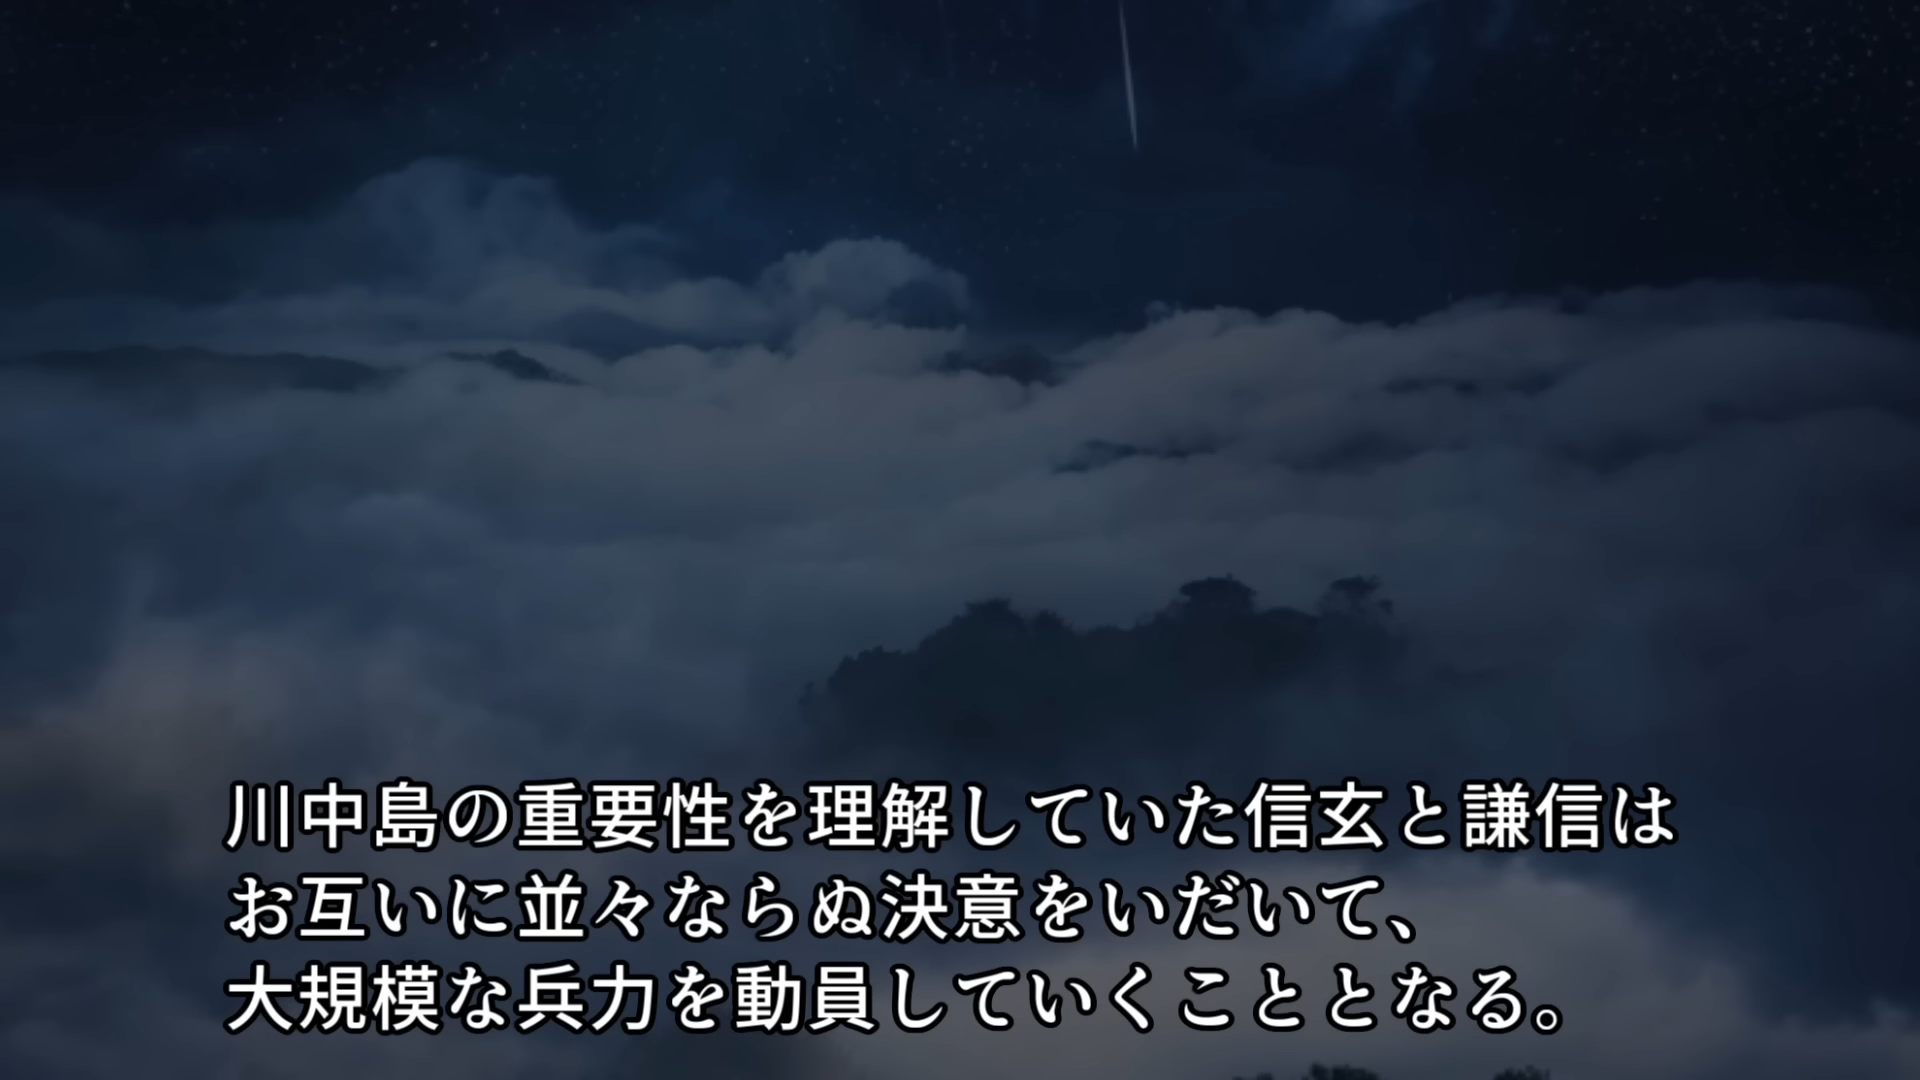 川中島の重要性を理解していた信玄と謙信は
お互いに並々ならぬ決意をいだいて、
大規模な兵力を動員していくこととなる。